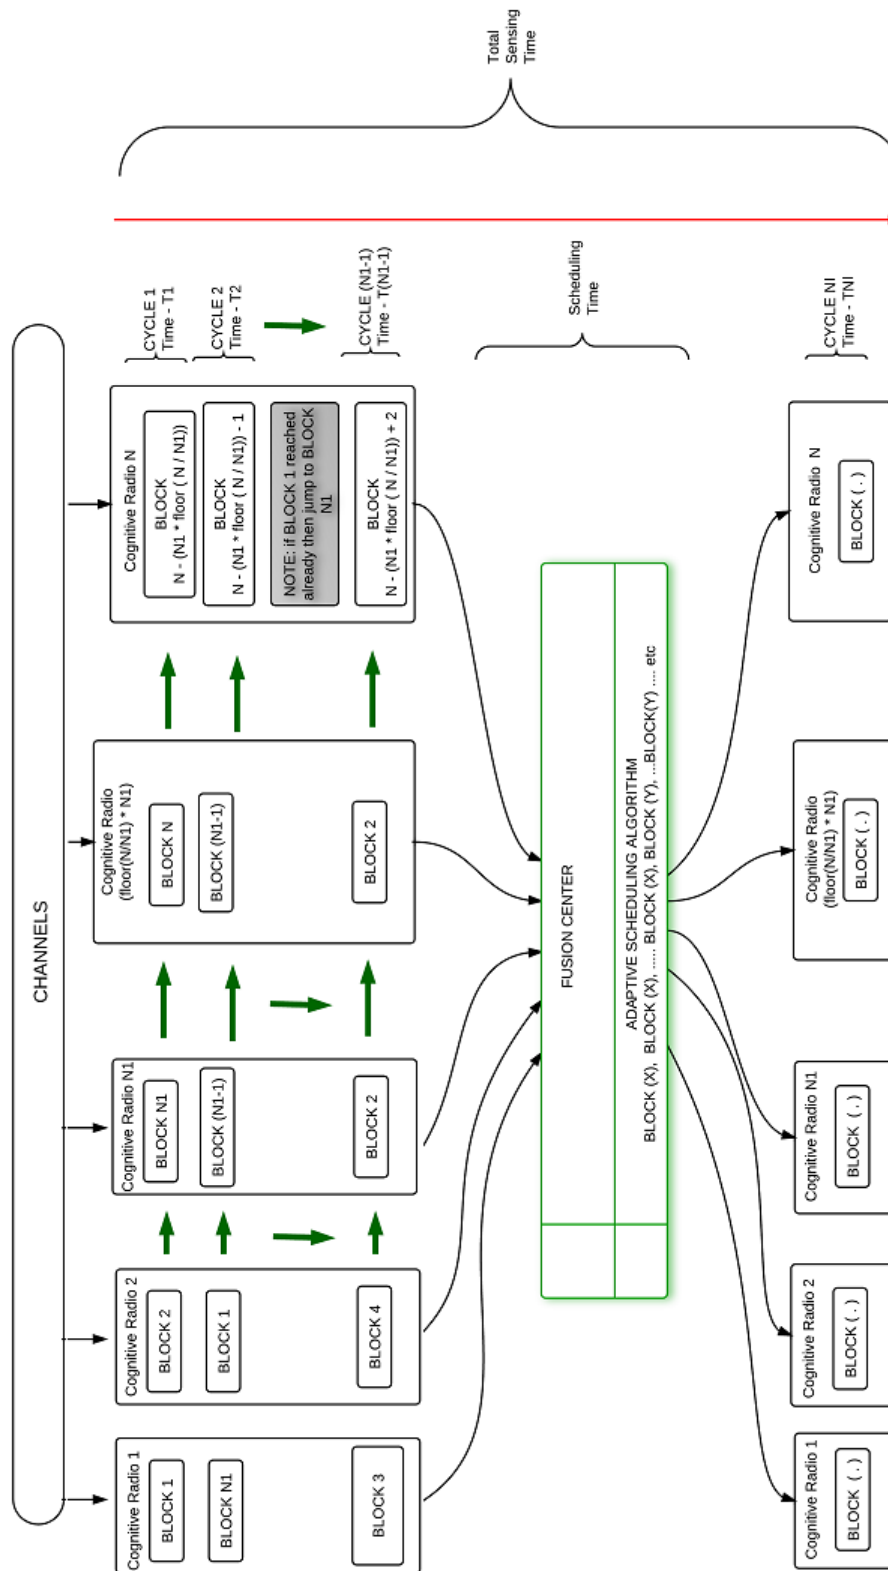 CHANNELS
Cognitive Radio 1
BLOCK 1
BLOCK N1
BLOCK 3
Cognitive Radio 2
BLOCK 2
BLOCK 1
BLOCK 4
Cognitive Radio N1
BLOCK N1
BLOCK (N1-1)
BLOCK 2
Cognitive Radio
(floor(N/N1) * N1)
BLOCK N
BLOCK (N1-1)
BLOCK 2
Cognitive Radio N
BLOCK
N - (N1 * floor ( N / N1))
BLOCK
N - (N1 * floor ( N / N1)) - 1
NOTE: if BLOCK 1 reached
already then jump to BLOCK
N1
BLOCK
N - (N1 * floor ( N / N1)) + 2
CYCLE 1
Time - T1
CYCLE 2
Time - T2
CYCLE (N1-1)
Time - T(N1-1)
Scheduling
Time
Total
Sensing
Time
FUSION CENTER
ADAPTIVE SCHEDULING ALGORITHM
BLOCK (X), BLOCK (X), ..... BLOCK (X), BLOCK (Y), ...BLOCK(Y) .... etc
Cognitive Radio 1
BLOCK ( . )
Cognitive Radio 2
BLOCK ( . )
Cognitive Radio N1
BLOCK ( . )
Cognitive Radio
(floor(N/N1) * N1)
BLOCK ( . )
Cognitive Radio N
BLOCK ( . )
CYCLE NI
Time - TNI